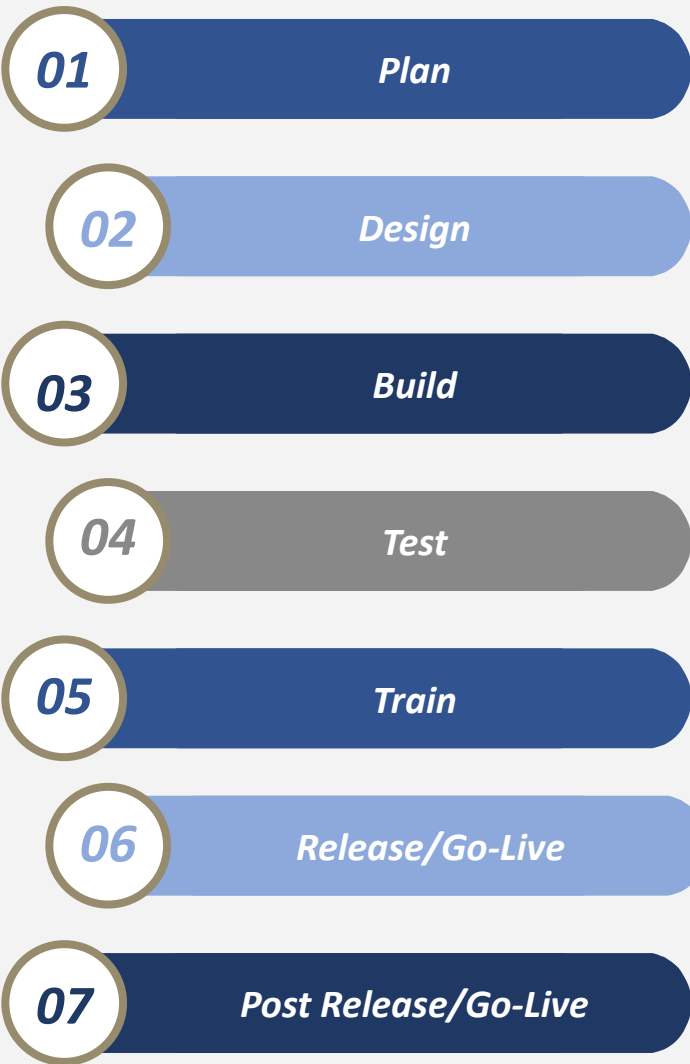 01 Plan
02 Design
03 Build
04 Test
05 Train
06 Release/Go-Live
07 Post Release/Go-Live